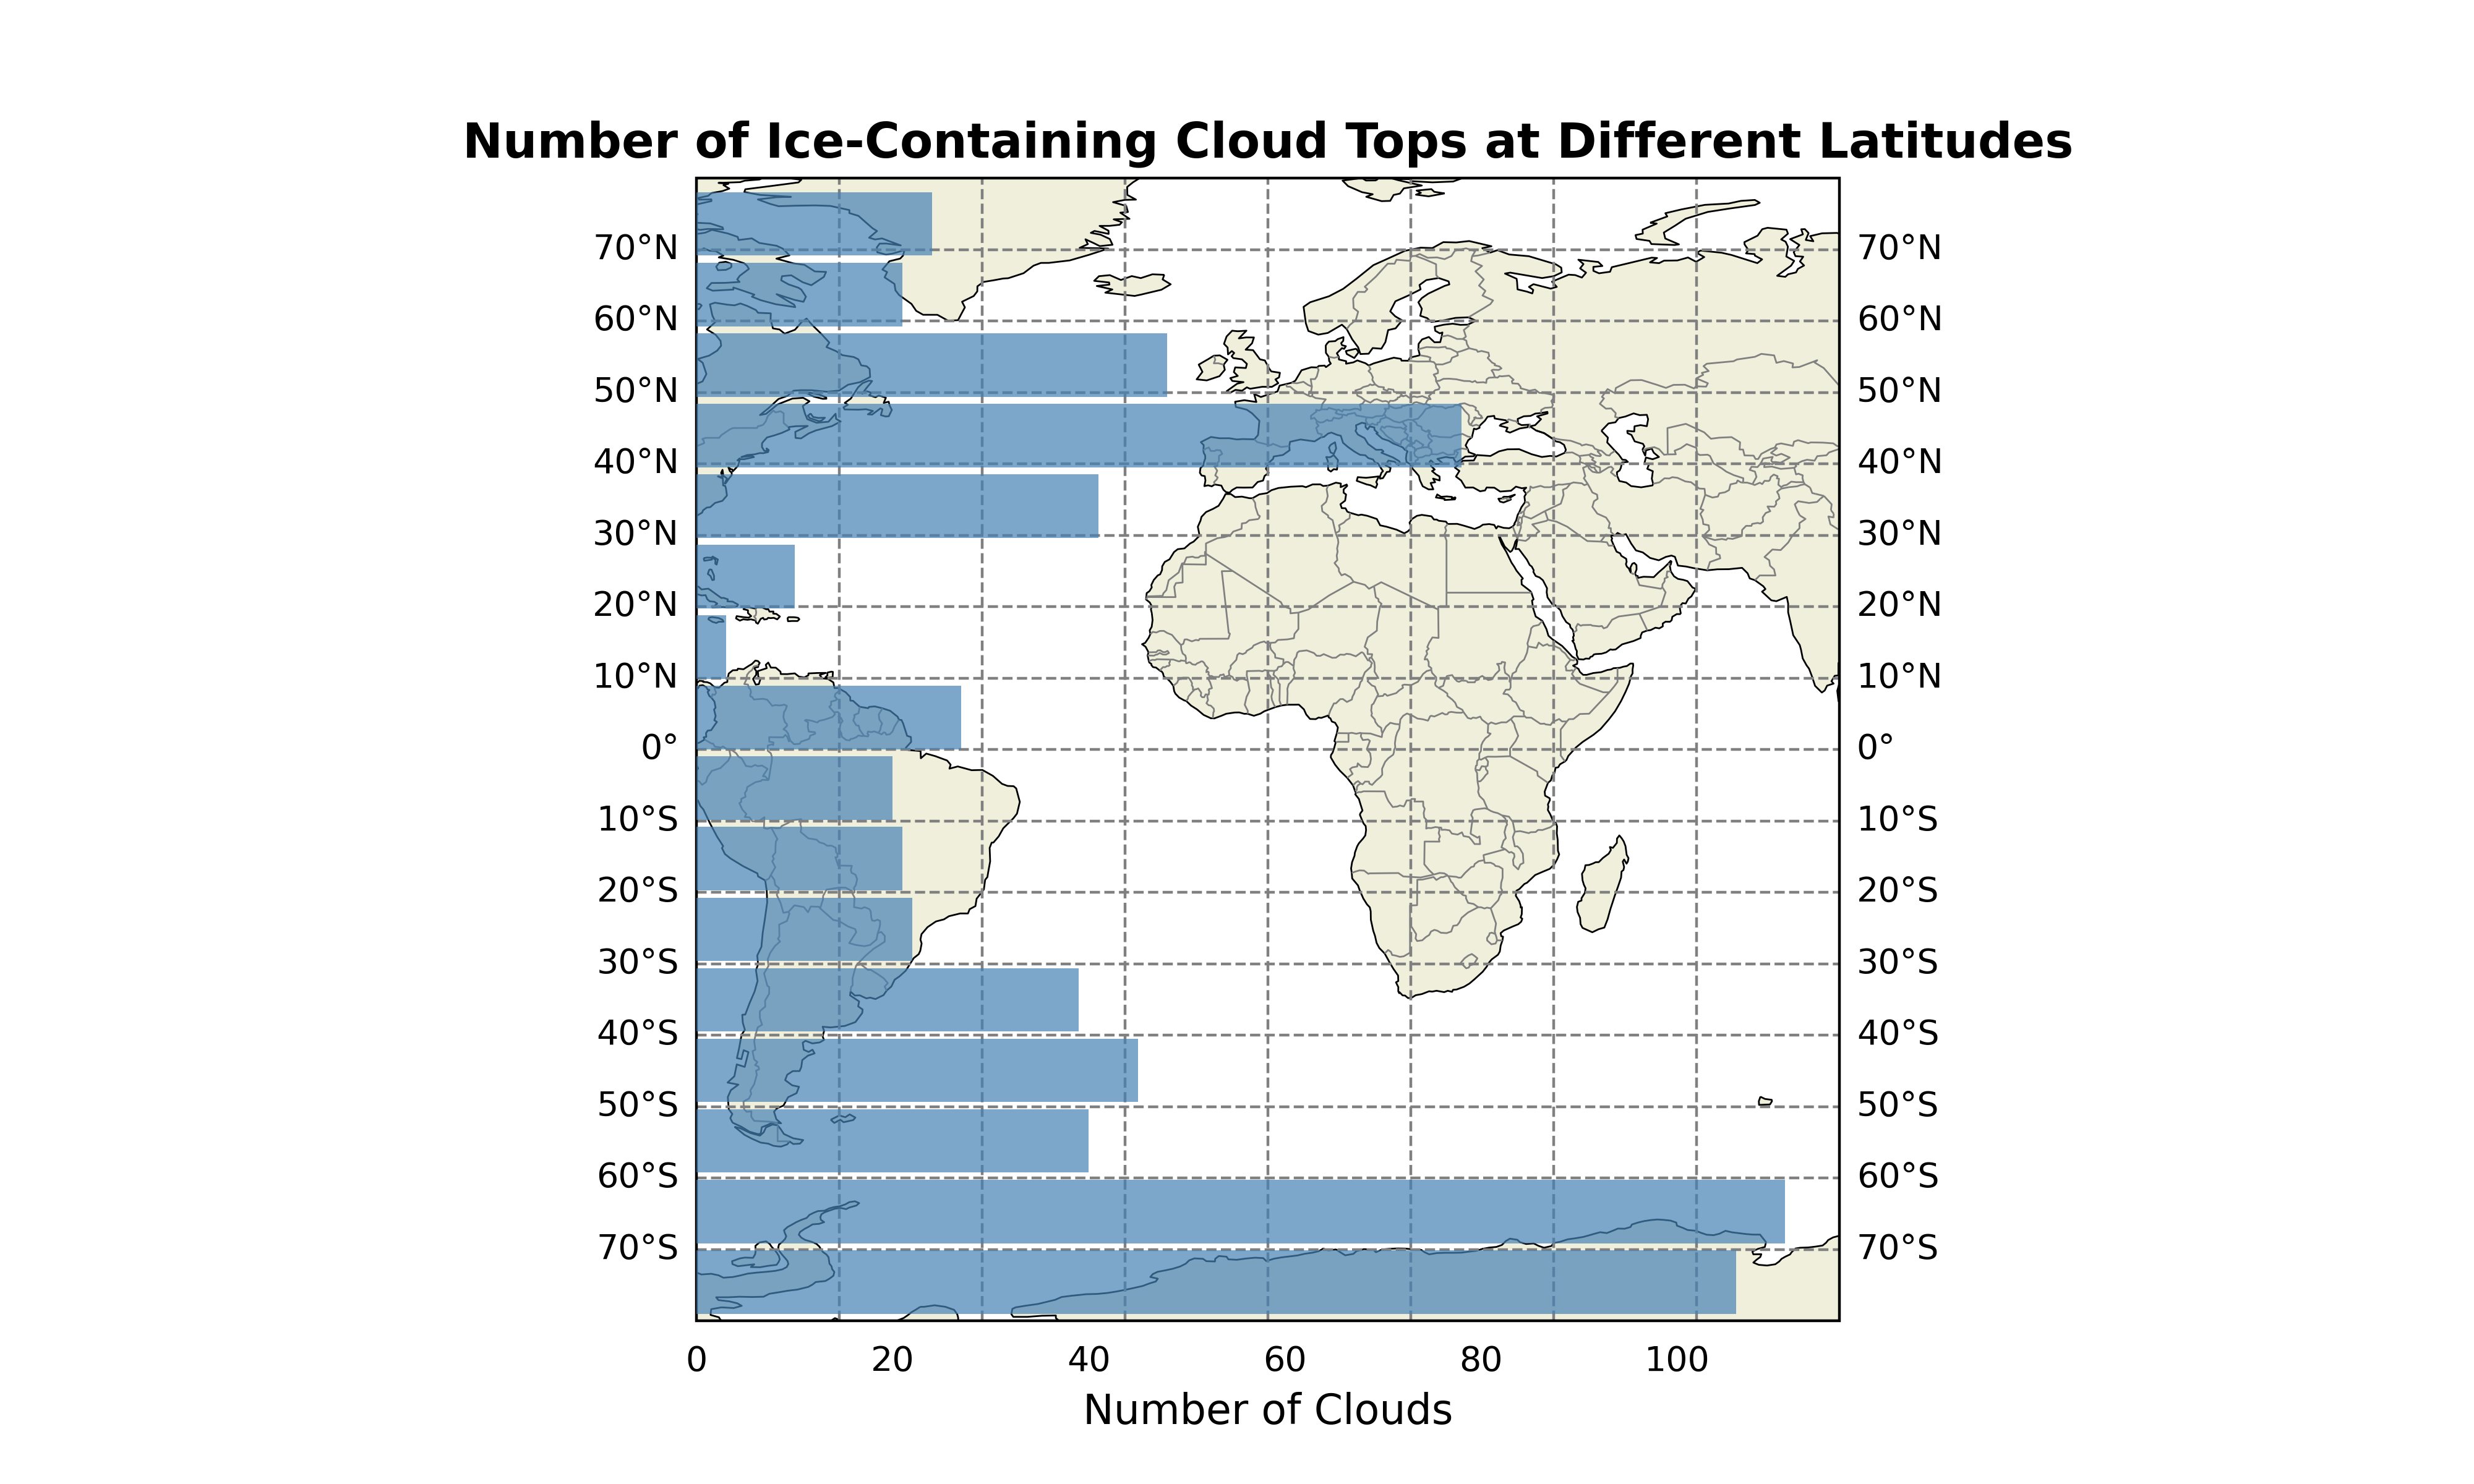 Number of Ice-Containing Cloud Tops at Different Latitudes
70°N 70°N
60°N 60°N
50°N 50°N
40°N 40°N
30°N 30°N
20°N 20°N
10°N 10°N
0° 0°
10°S 10°S
20°S 20°S
30°S 30°S
40°S 40°S
50°S 50°S
60°S 60°S
70°S 70°S
0 20 40 60 80 100
Number of Clouds